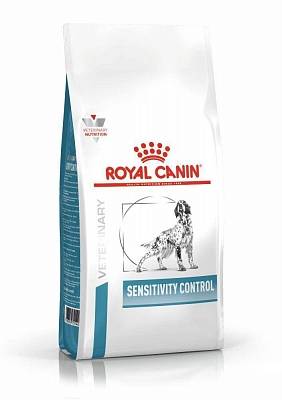 VETERINARY
NUTRITION
ROYAL CANIN
VETERINARY
SENSITIVITY CONTROL